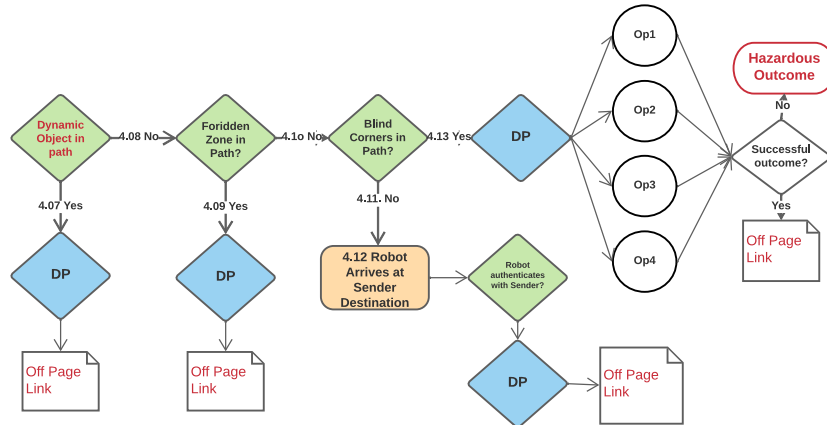 Dynamic
Object in
path
4.08 No
Foridden
Zone in
Path?
4.1o No
Blind
Corners in
Path?
4.13 Yes
DP
Op1
Op2
Op3
Op4
Hazardous
Outcome
No
Successful
outcome?
Yes
Off Page
Link
4.07 Yes
4.09 Yes
4.11. No
DP
DP
4.12 Robot
Arrives at
Sender
Destination
Robot
authenticates
with Sender?
Off Page
Link
Off Page
Link
DP
Off Page
Link